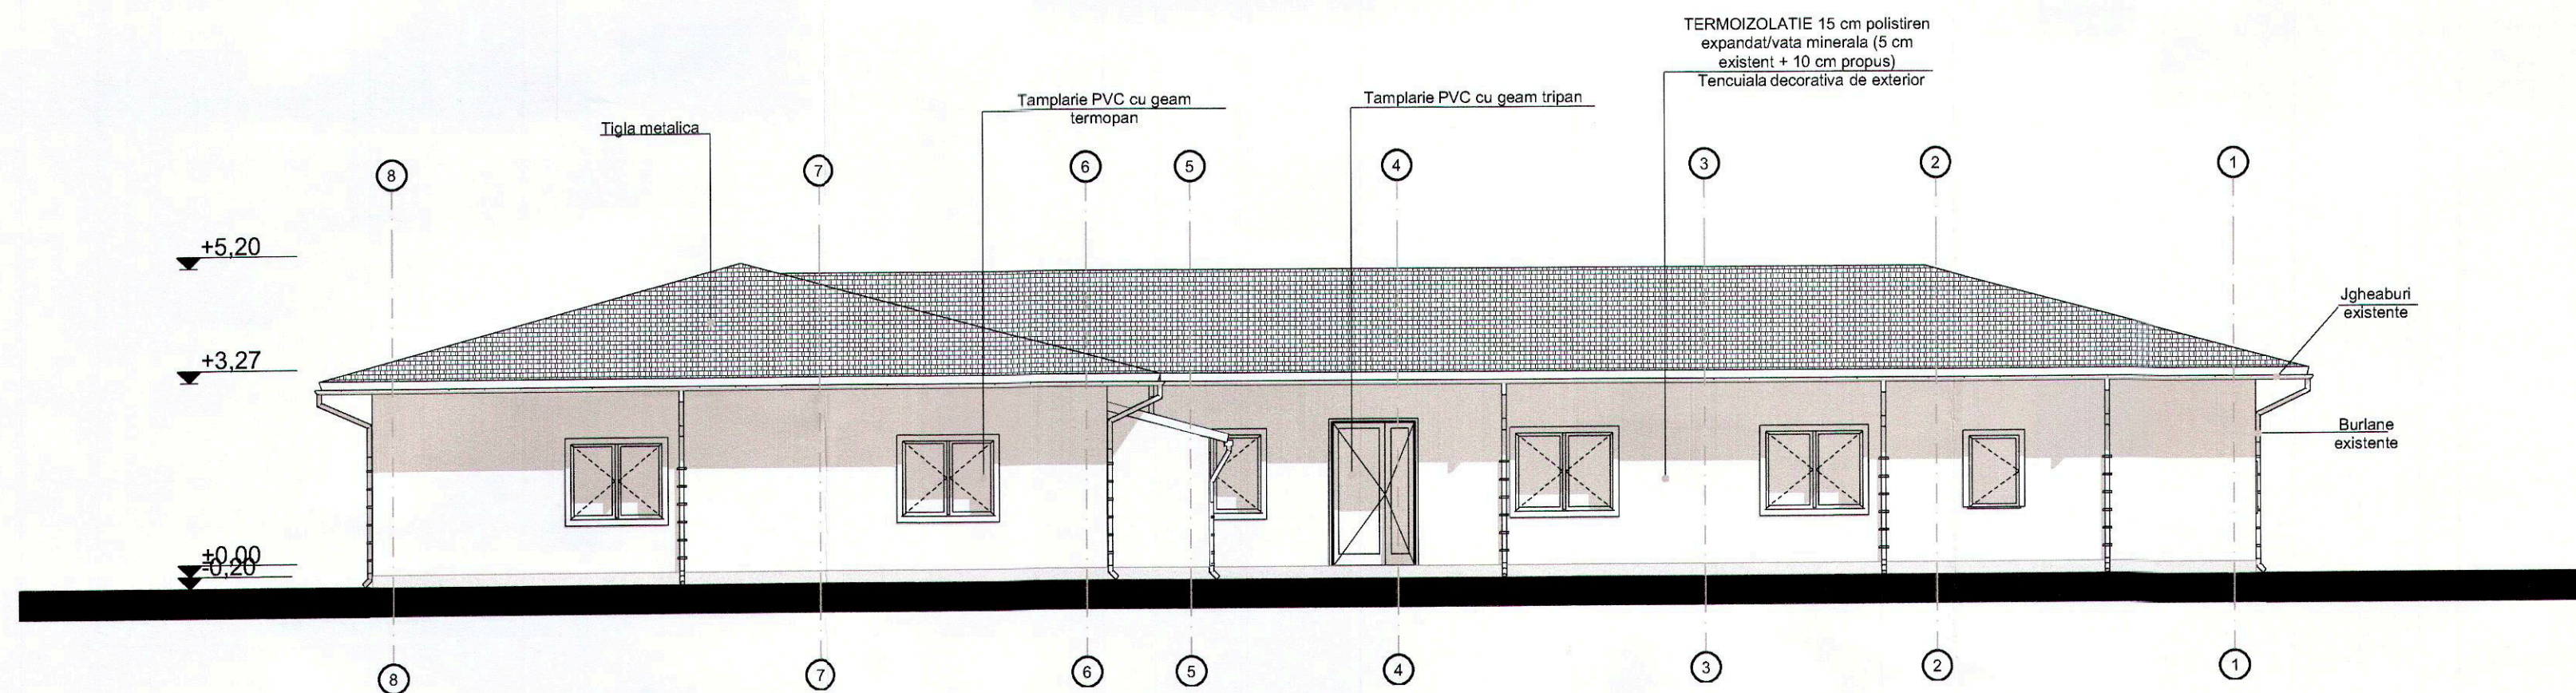 TERMOIZOLATIE 15 cm polistiren
expandat/vata minerala (5 cm
existent + 10 cm propus)
Tencuiala decorativa de exterior
Tamplarie PVC cu geam
termopan
Tamplarie PVC cu geam tripan
Tigla metalica
8
7
6
5
4
3
2
1
+5,20
Jgheaburi
existente
+3,27
Burlane
existente
±0,00
-0,20
8
7
6
5
4
3
2
1